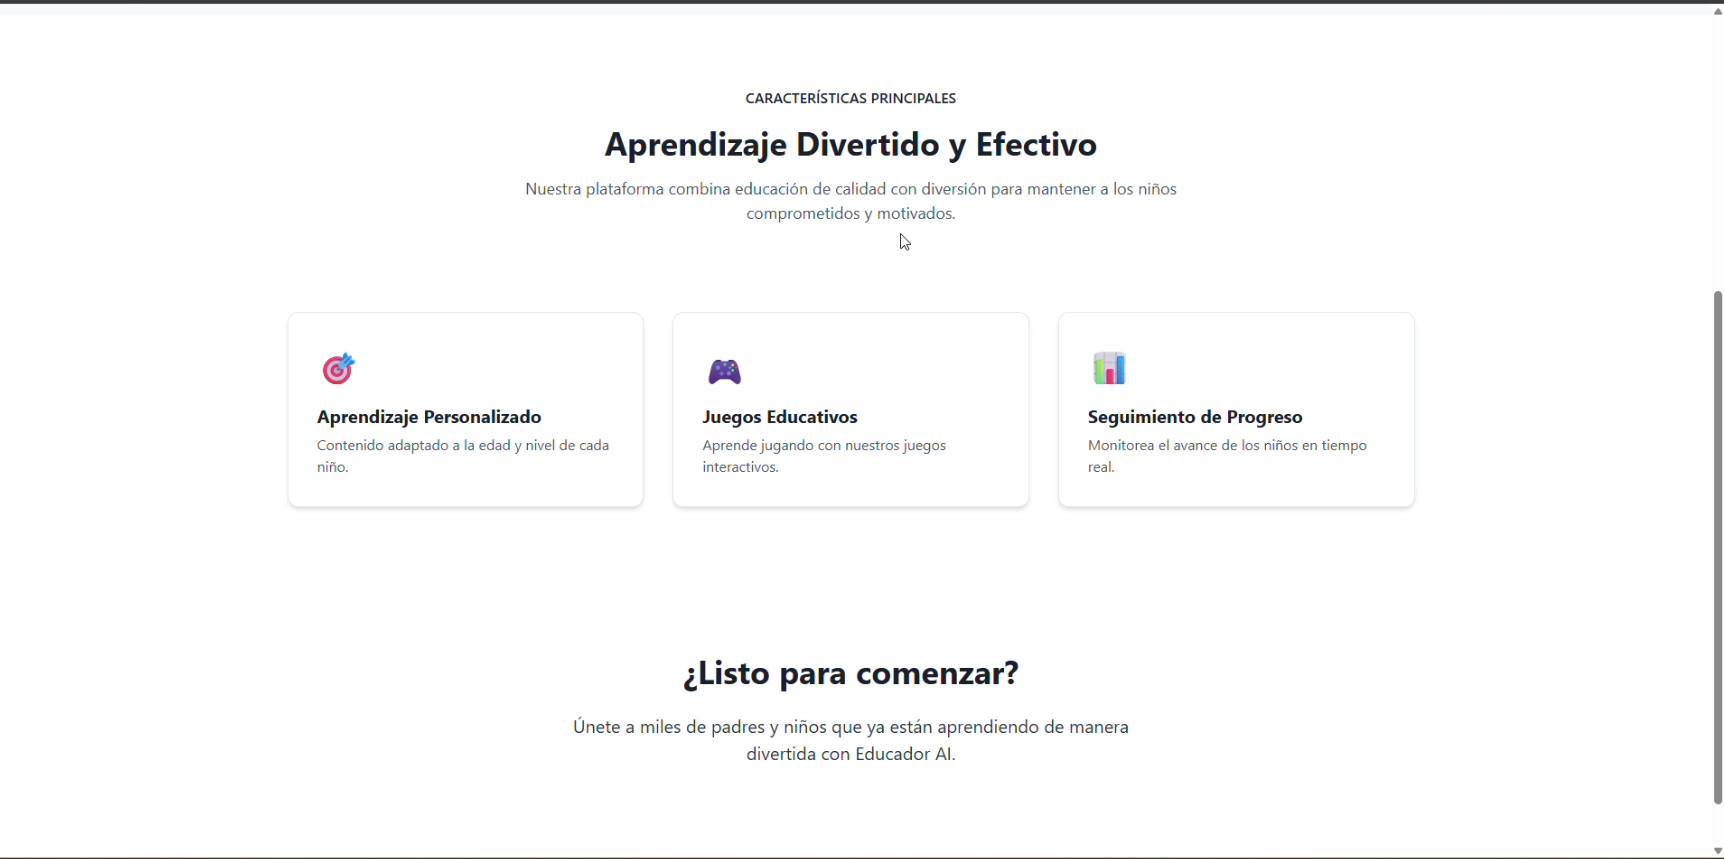 CARACTERÍSTICAS PRINCIPALES
Aprendizaje Divertido y Efectivo
Nuestra plataforma combina educación de calidad con diversión para mantener a los niños
comprometidos y motivados.
Aprendizaje Personalizado
Contenido adaptado a la edad y nivel de cada
niño.
Juegos Educativos
Aprende jugando con nuestros juegos
interactivos.
Seguimiento de Progreso
Monitorea el avance de los niños en tiempo
real.
¿Listo para comenzar?
Únete a miles de padres y niños que ya están aprendiendo de manera
divertida con Educador AI.